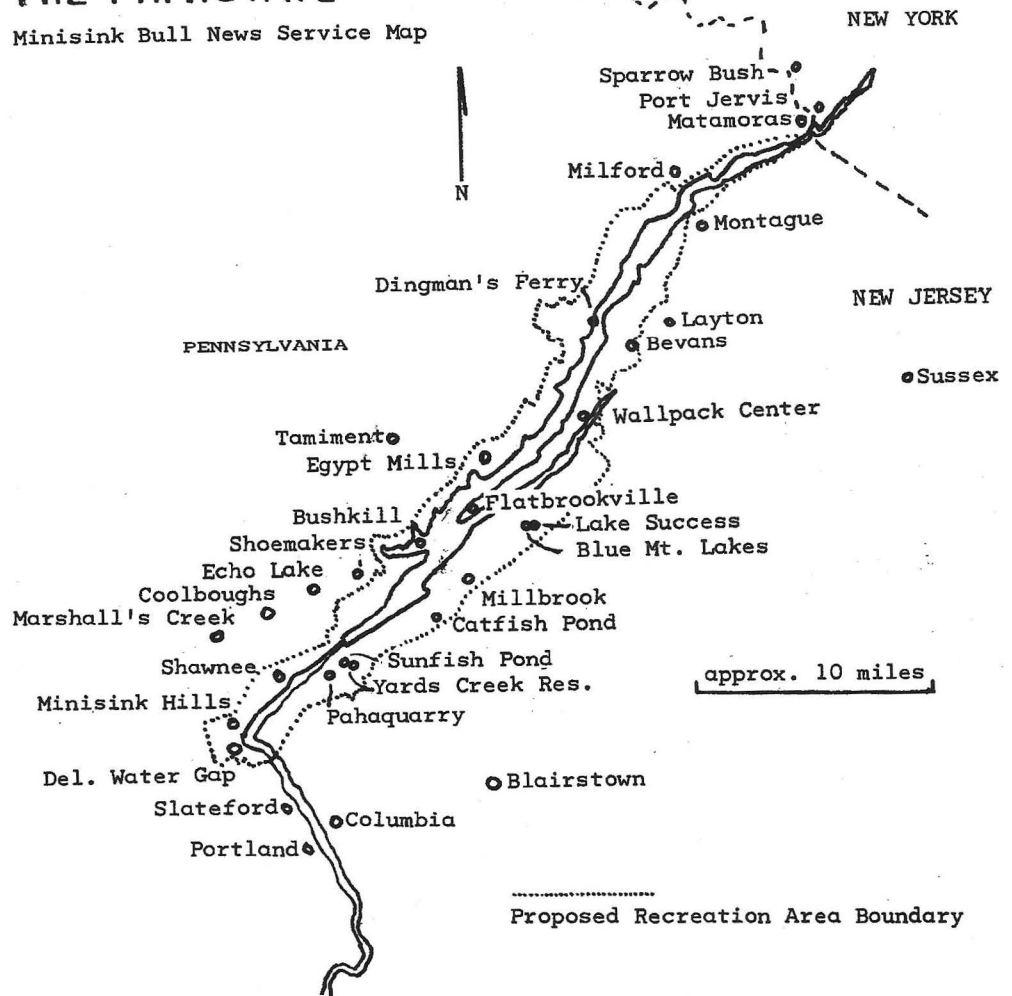 Minisink Bull News Service Map
NEW YORK
Sparrow Bush
Port Jervis
Matamoras
Milford
N
Montague
Dingman's Ferry
NEW JERSEY
PENNSYLVANIA
Layton
Bevans
Sussex
Wallpack Center
Tamiment
Egypt Mills
Flatbrookville
Bushkill
Lake Success
Shoemakers
Blue Mt. Lakes
Echo Lake
Coolboughs
Millbrook
Marshall's Creek
Catfish Pond
Shawnee
Sunfish Pond
approx. 10 miles
Yards Creek Res.
Minisink Hills
Pahaquarry
Del. Water Gap
Blairstown
Slateford
Columbia
Portland
Proposed Recreation Area Boundary